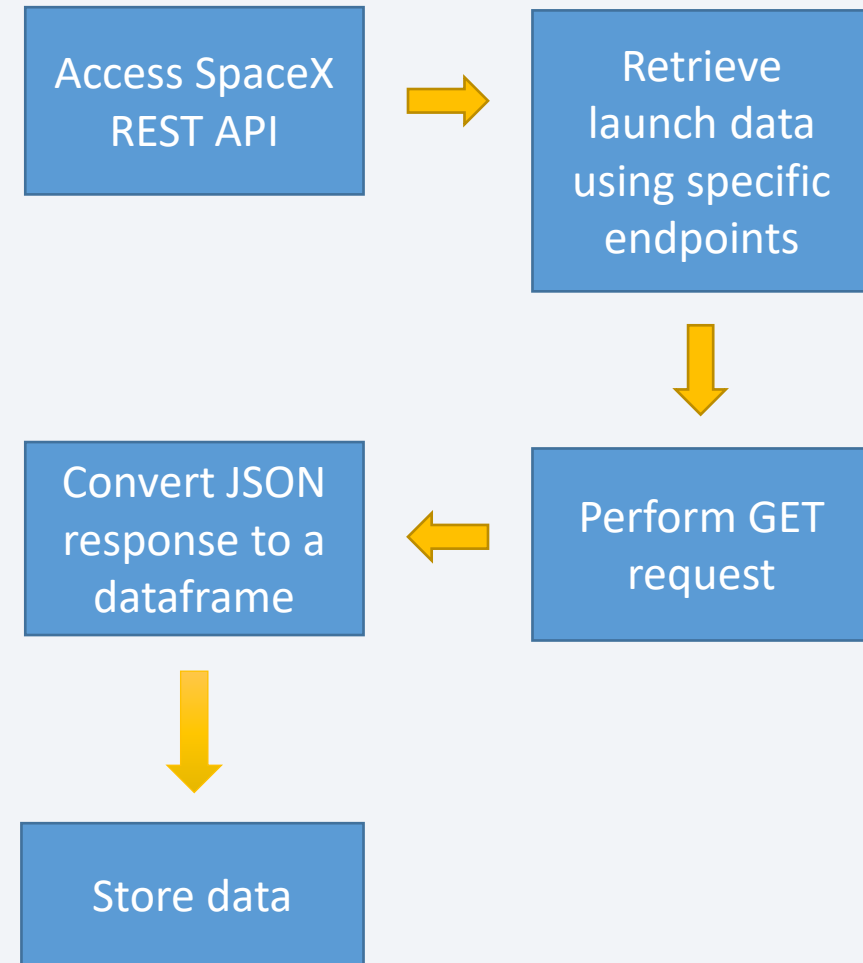 Access SpaceX
REST API
Retrieve
launch data
using specific
endpoints
Perform GET
request
Convert JSON
response to a
dataframe
Store data